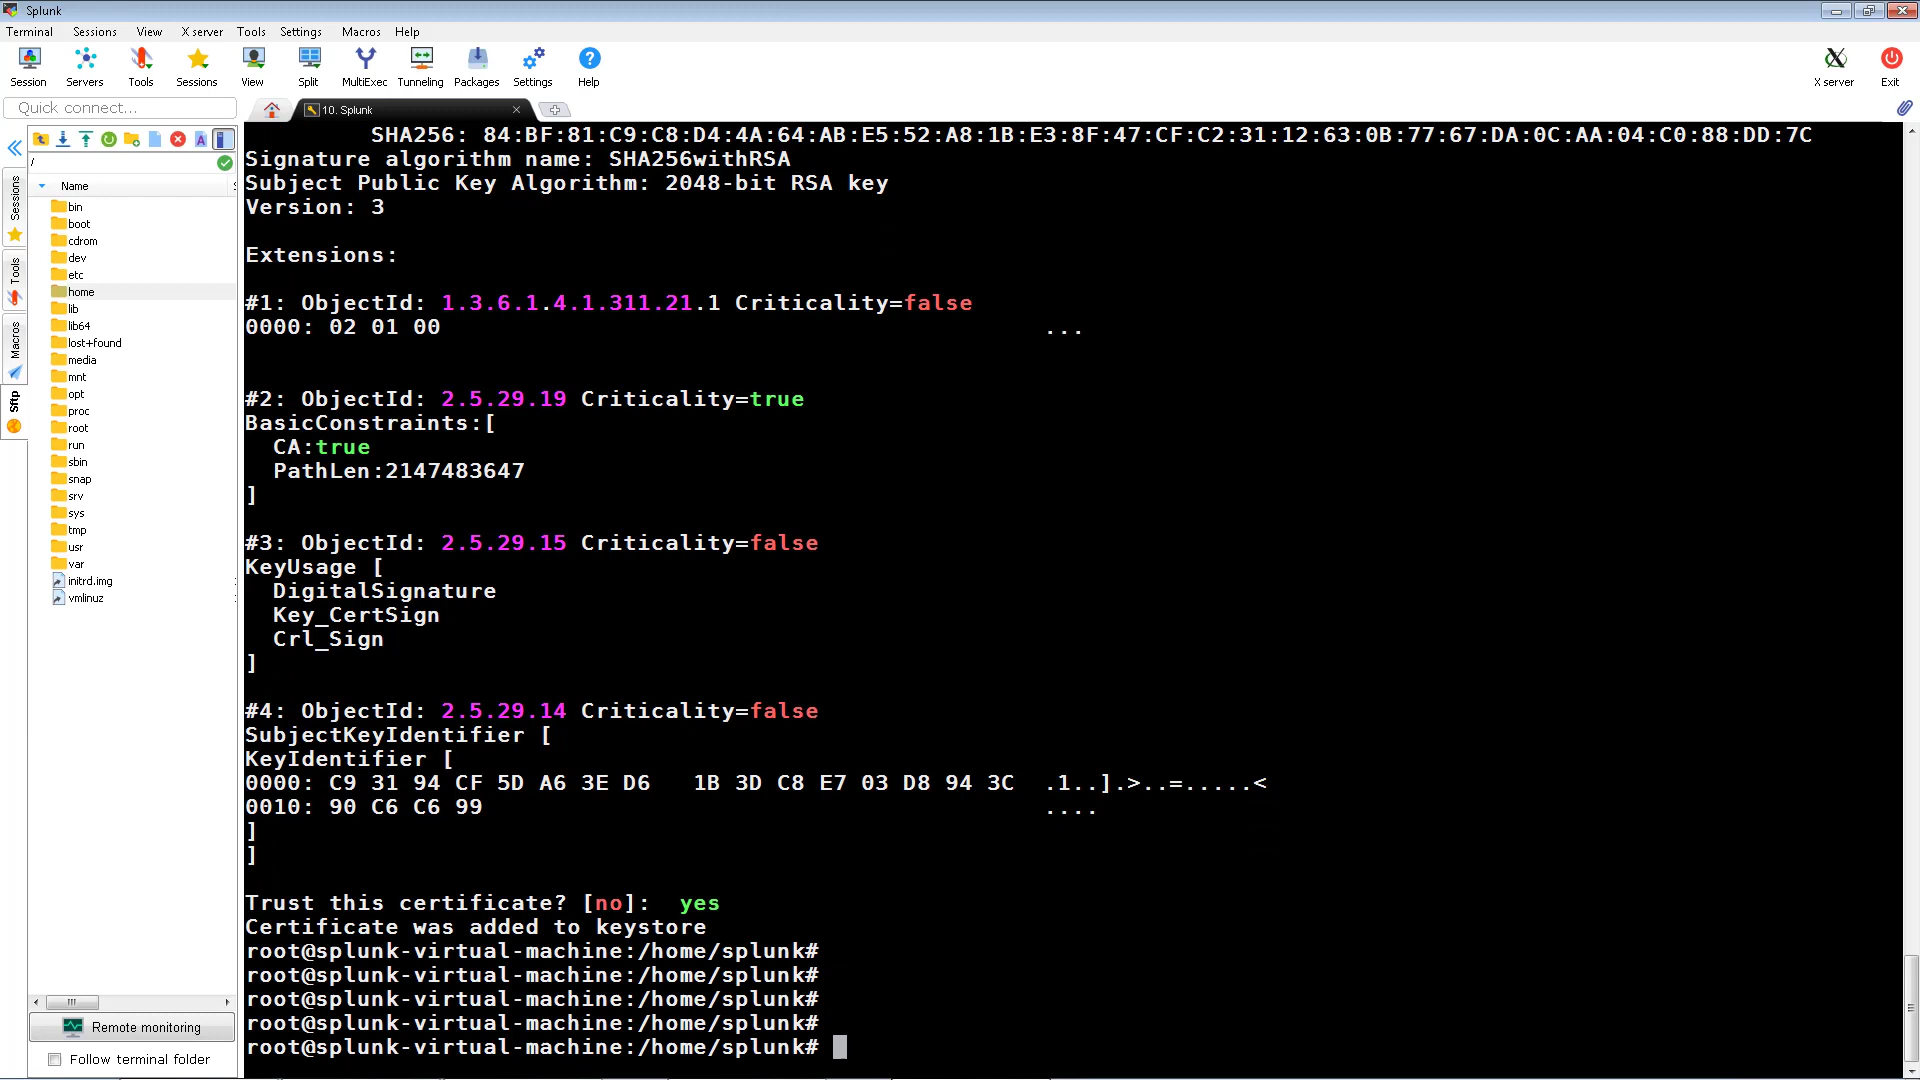 Splunk
Terminal Sessions View X server Tools Settings Macros Help
Session Servers Tools Sessions View Split MultiExec Tunneling Packages Settings Help X server Exit
Quick connect...
10. Splunk
/
Name
bin
boot
cdrom
dev
etc
home
lib
lib64
lost+found
media
mnt
opt
proc
root
run
sbin
snap
srv
sys
tmp
usr
var
initrd.img
vmlinuz
Sessions
Tools
Macros
Sftp
Remote monitoring
Follow terminal folder
SHA256: 84:BF:81:C9:C8:D4:4A:64:AB:E5:52:A8:1B:E3:8F:47:CF:C2:31:12:63:0B:77:67:DA:0C:AA:04:C0:88:DD:7C
Signature algorithm name: SHA256withRSA
Subject Public Key Algorithm: 2048-bit RSA key
Version: 3
Extensions:
#1: ObjectId: 1.3.6.1.4.1.311.21.1 Criticality=false
0000: 02 01 00 ...
#2: ObjectId: 2.5.29.19 Criticality=true
BasicConstraints:[
CA:true
PathLen:2147483647
]
#3: ObjectId: 2.5.29.15 Criticality=false
KeyUsage [
DigitalSignature
Key_CertSign
Crl_Sign
]
#4: ObjectId: 2.5.29.14 Criticality=false
SubjectKeyIdentifier [
KeyIdentifier [
0000: C9 31 94 CF 5D A6 3E D6 1B 3D C8 E7 03 D8 94 3C .1..].>..=.....<
0010: 90 C6 C6 99 ....
]
]
Trust this certificate? [no]: yes
Certificate was added to keystore
root@splunk-virtual-machine:/home/splunk#
root@splunk-virtual-machine:/home/splunk#
root@splunk-virtual-machine:/home/splunk#
root@splunk-virtual-machine:/home/splunk#
root@splunk-virtual-machine:/home/splunk#